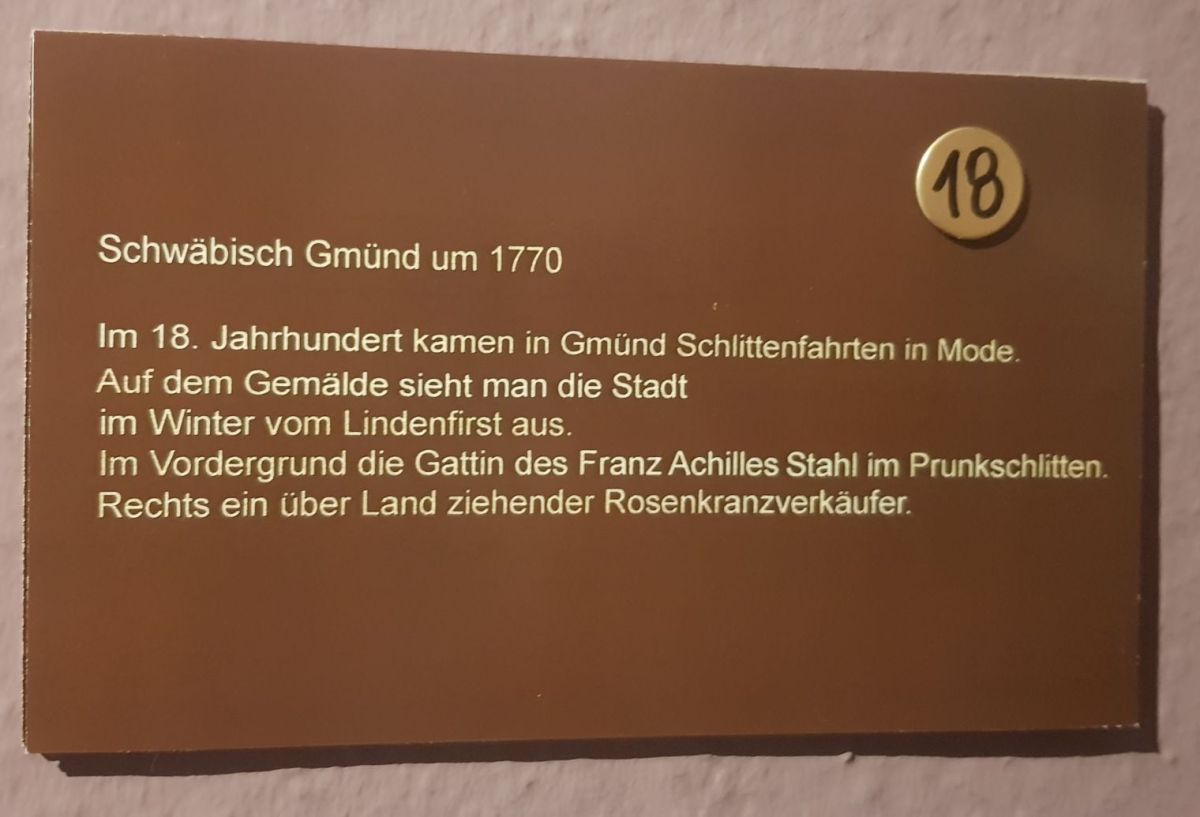 18
Schwäbisch Gmünd um 1770
Im 18. Jahrhundert kamen in Gmünd Schlittenfahrten in Mode.
Auf dem Gemälde sieht man die Stadt
im Winter vom Lindenfirst aus.
Im Vordergrund die Gattin des Franz Achilles Stahl im Prunkschlitten.
Rechts ein über Land ziehender Rosenkranzverkäufer.